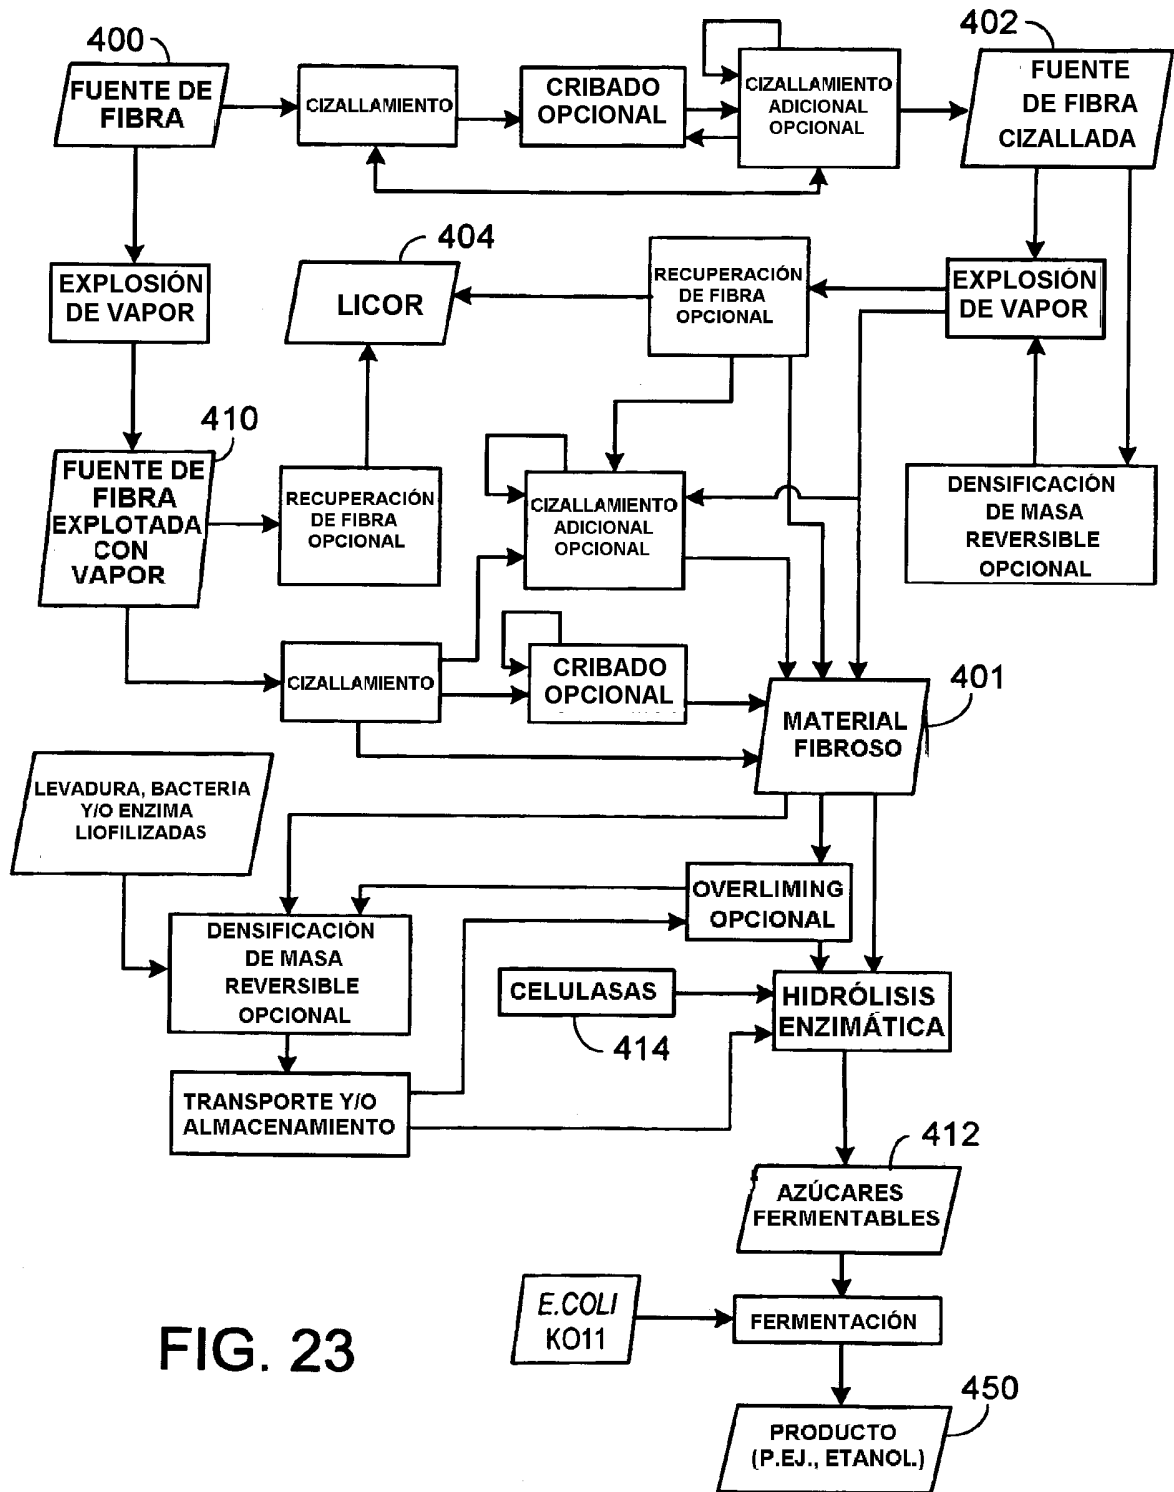 400
FUENTE DE
FIBRA
CIZALLAMIENTO
CRIBADO
OPCIONAL
CIZALLAMIENTO
ADICIONAL
OPCIONAL
402
FUENTE
DE FIBRA
CIZALLADA
EXPLOSIÓN
DE VAPOR
404
LICOR
RECUPERACIÓN
DE FIBRA
OPCIONAL
EXPLOSIÓN
DE VAPOR
410
FUENTE DE
FIBRA
EXPLOTADA
CON
VAPOR
RECUPERACIÓN
DE FIBRA
OPCIONAL
CIZALLAMIENTO
ADICIONAL
OPCIONAL
DENSIFICACIÓN
DE MASA
REVERSIBLE
OPCIONAL
CIZALLAMIENTO
CRIBADO
OPCIONAL
401
MATERIAL
FIBROSO
LEVADURA, BACTERIA
Y/O ENZIMA
LIOFILIZADAS
OVERLIMING
OPCIONAL
DENSIFICACIÓN
DE MASA
REVERSIBLE
OPCIONAL
CELULASAS
414
HIDRÓLISIS
ENZIMÁTICA
TRANSPORTE Y/O
ALMACENAMIENTO
412
AZÚCARES
FERMENTABLES
E.COLI
KO11
FERMENTACIÓN
FIG. 23
450
PRODUCTO
(P.EJ., ETANOL.)